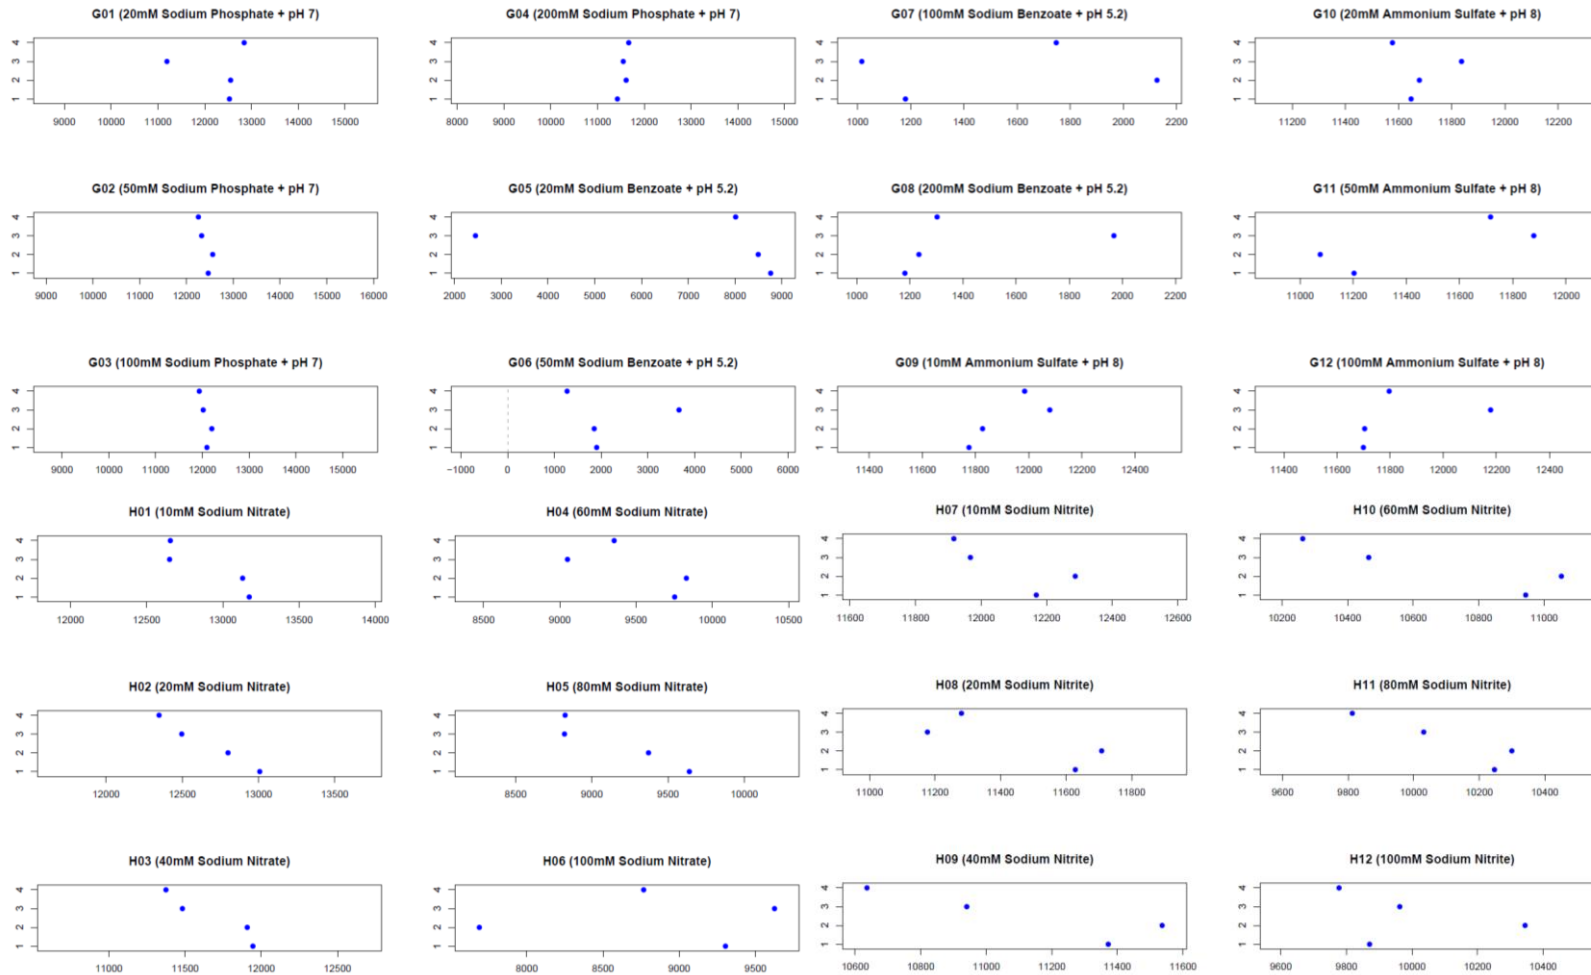 G01 (20mM Sodium Phosphate + pH 7)
4
3
2
1
9000 10000 11000 12000 13000 14000 15000
G04 (200mM Sodium Phosphate + pH 7)
4
3
2
1
8000 9000 10000 11000 12000 13000 14000 15000
G07 (100mM Sodium Benzoate + pH 5.2)
4
3
2
1
1000 1200 1400 1600 1800 2000 2200
G10 (20mM Ammonium Sulfate + pH 8)
4
3
2
1
11200 11400 11600 11800 12000 12200
G02 (50mM Sodium Phosphate + pH 7)
4
3
2
1
9000 10000 11000 12000 13000 14000 15000 16000
G05 (20mM Sodium Benzoate + pH 5.2)
4
3
2
1
2000 3000 4000 5000 6000 7000 8000 9000
G08 (200mM Sodium Benzoate + pH 5.2)
4
3
2
1
1000 1200 1400 1600 1800 2000 2200
G11 (50mM Ammonium Sulfate + pH 8)
4
3
2
1
11000 11200 11400 11600 11800 12000
G03 (100mM Sodium Phosphate + pH 7)
4
3
2
1
9000 10000 11000 12000 13000 14000 15000
G06 (50mM Sodium Benzoate + pH 5.2)
4
3
2
1
−1000 0 1000 2000 3000 4000 5000 6000
G09 (10mM Ammonium Sulfate + pH 8)
4
3
2
1
11400 11600 11800 12000 12200 12400
G12 (100mM Ammonium Sulfate + pH 8)
4
3
2
1
11400 11600 11800 12000 12200 12400
H01 (10mM Sodium Nitrate)
4
3
2
1
12000 12500 13000 13500 14000
H04 (60mM Sodium Nitrate)
4
3
2
1
8500 9000 9500 10000 10500
H07 (10mM Sodium Nitrite)
4
3
2
1
11600 11800 12000 12200 12400 12600
H10 (60mM Sodium Nitrite)
4
3
2
1
10200 10400 10600 10800 11000
H02 (20mM Sodium Nitrate)
4
3
2
1
12000 12500 13000 13500
H05 (80mM Sodium Nitrate)
4
3
2
1
8500 9000 9500 10000
H08 (20mM Sodium Nitrite)
4
3
2
1
11000 11200 11400 11600 11800
H11 (80mM Sodium Nitrite)
4
3
2
1
9600 9800 10000 10200 10400
H03 (40mM Sodium Nitrate)
4
3
2
1
11000 11500 12000 12500
H06 (100mM Sodium Nitrate)
4
3
2
1
8000 8500 9000 9500
H09 (40mM Sodium Nitrite)
4
3
2
1
10600 10800 11000 11200 11400 11600
H12 (100mM Sodium Nitrite)
4
3
2
1
9600 9800 10000 10200 10400